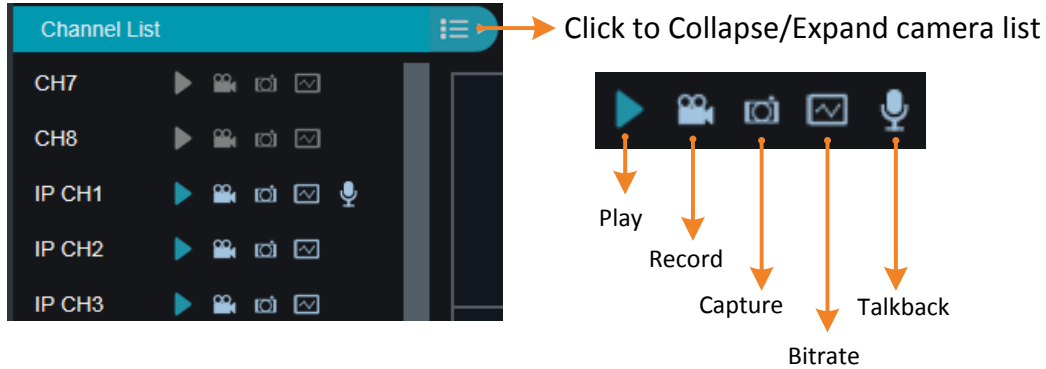 Channel List
Click to Collapse/Expand camera list
CH7
CH8
IP CH1
IP CH2
IP CH3
Play
Record
Capture
Talkback
Bitrate